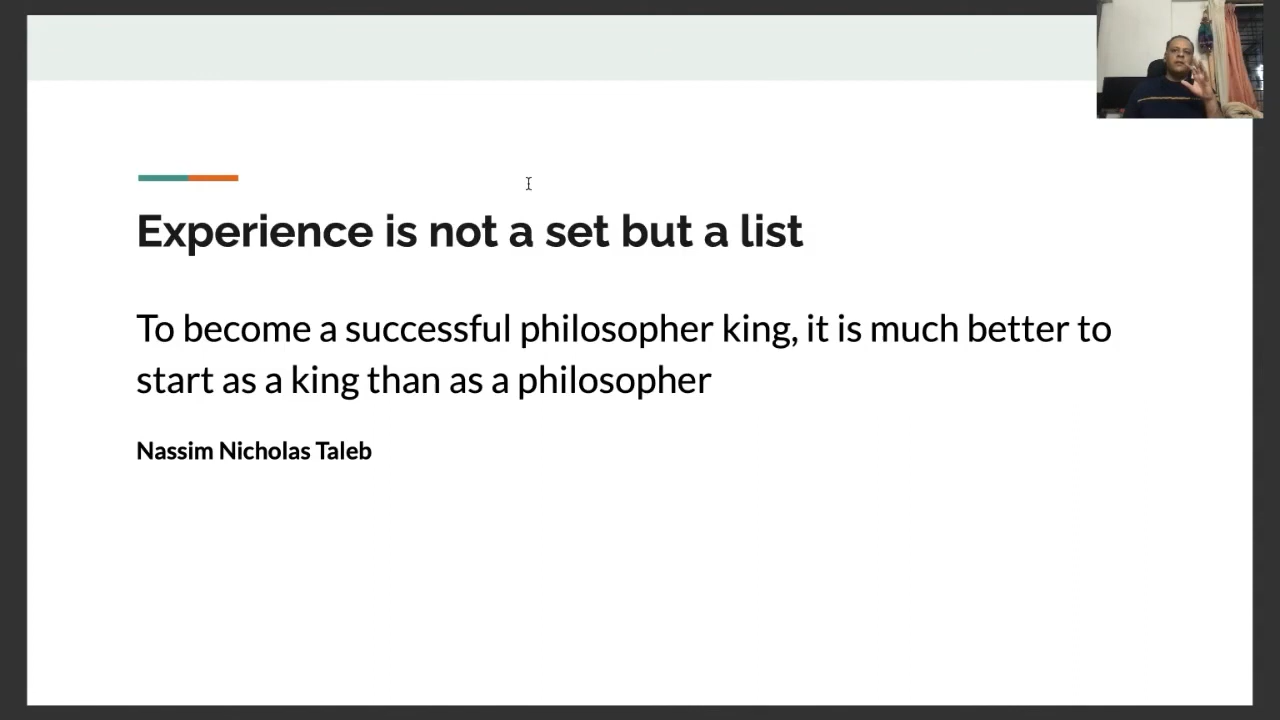 Experience is not a set but a list
To become a successful philosopher king, it is much better to
start as a king than as a philosopher
Nassim Nicholas Taleb